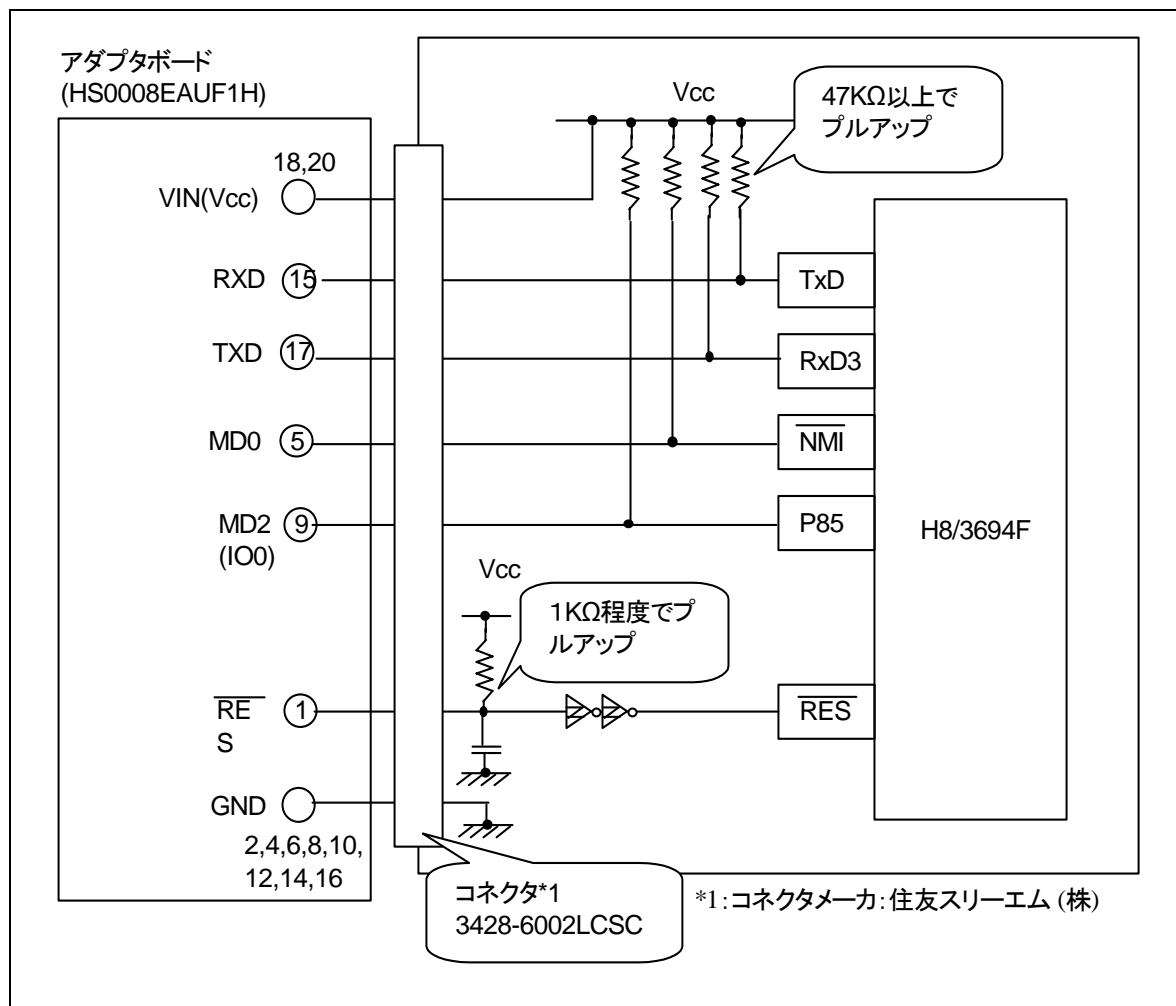 アダプタボード
(HS0008EAUF1H)
Vcc
47KΩ以上で
プルアップ
18,20
VIN(Vcc)
RXD 15
TxD
TXD 17
RxD3
MD0 5
NMI
MD2 9
(IO0)
P85
H8/3694F
Vcc
1KΩ程度でプ
ルアップ
RE 1
S
RES
GND
2,4,6,8,10,
12,14,16
コネクタ*1
3428-6002LCSC
*1:コネクタメーカ:住友スリーエム (株)